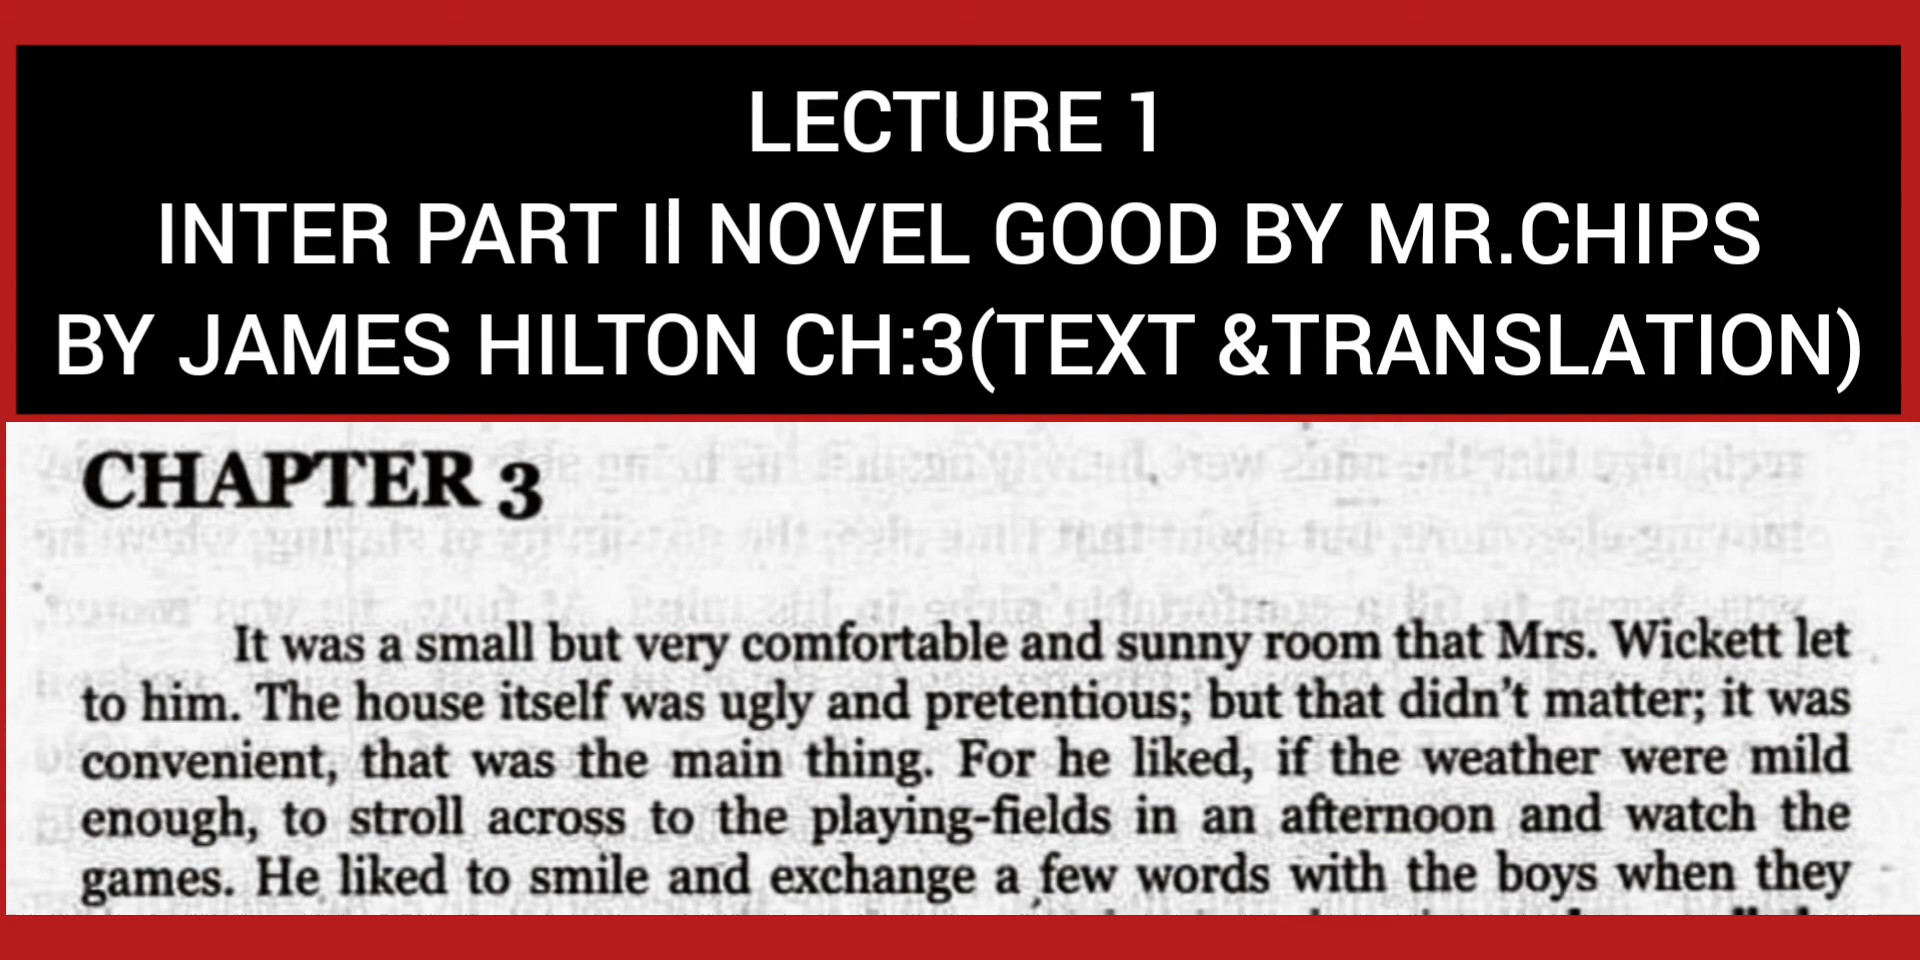 LECTURE 1
INTER PART Il NOVEL GOOD BY MR.CHIPS
BY JAMES HILTON CH:3(TEXT &TRANSLATION)
CHAPTER 3
It was a small but very comfortable and sunny room that Mrs. Wickett let
to him. The house itself was ugly and pretentious; but that didn't matter; it was
convenient, that was the main thing. For he liked, if the weather were mild
enough, to stroll across to the playing-fields in an afternoon and watch the
games. He liked to smile and exchange a few words with the boys when they